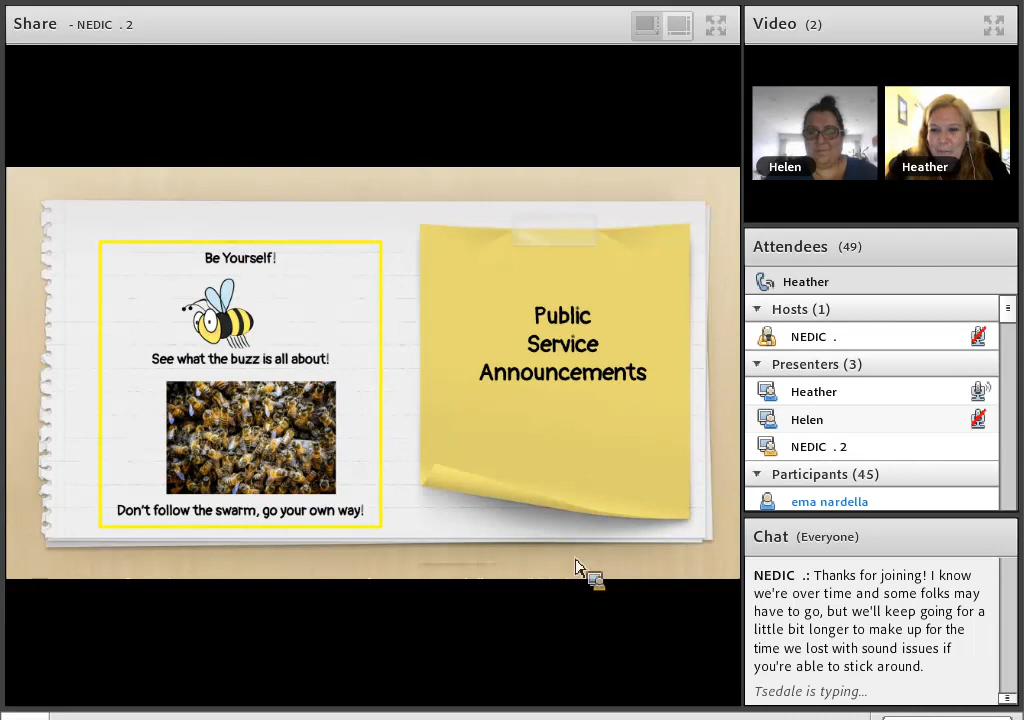 Share - NEDIC . 2
Be Yourself!
See what the buzz is all about!
Don't follow the swarm, go your own way!
Public
Service
Announcements
Video (2)
Helen
Heather
Attendees (49)
Heather
Hosts (1)
NEDIC .
Presenters (3)
Heather
Helen
NEDIC . 2
Participants (45)
ema nardella
Chat (Everyone)
NEDIC .: Thanks for joining! I know
we're over time and some folks may
have to go, but we'll keep going for a
little bit longer to make up for the
time we lost with sound issues if
you're able to stick around.
Tsedale is typing...